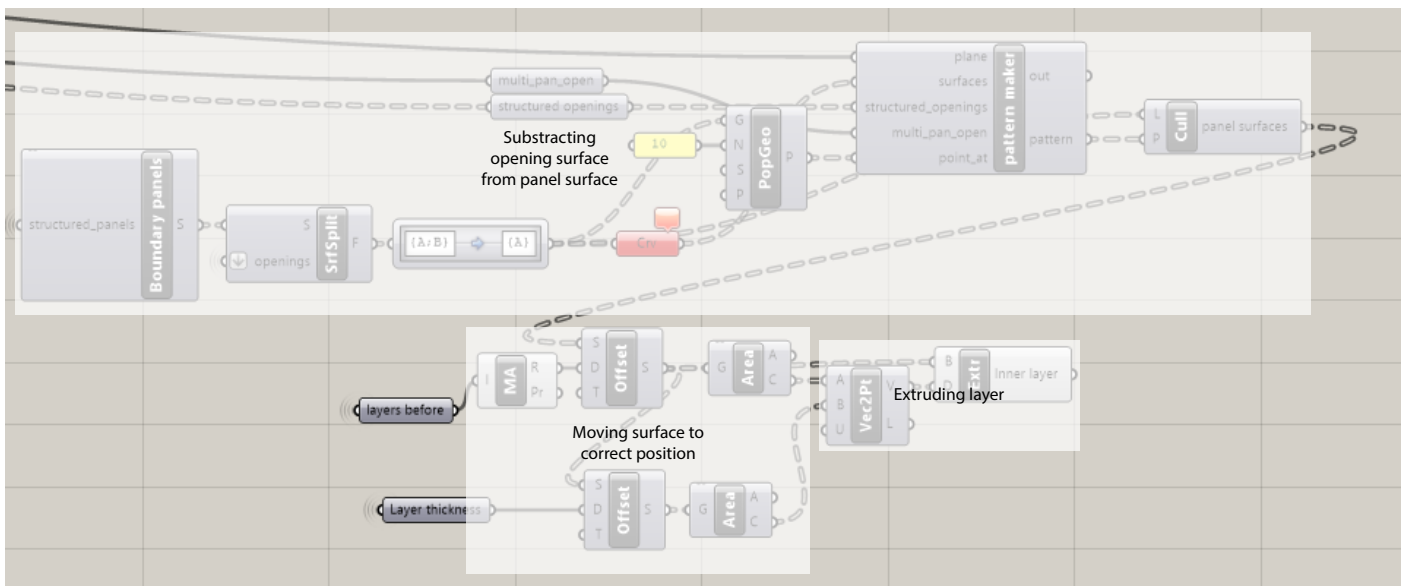 plane
surfaces
structured_openings
multi_pan_open
point_at
pattern maker
out
pattern
multi_pan_open
structured openings
Substracting
opening surface
from panel surface
10
G
N
S
P
PopGeo
P
L
P
Cull
panel surfaces
structured_panels
Boundary panels
S
S
openings
SrfSplit
F
{A;B}
{A}
Crv
layers before
I
MA
R
Pr
S
D
T
Offset
S
G
Area
A
C
A
B
U
Vec2Pt
V
L
B
D
Extr
Inner layer
Extruding layer
Moving surface to
correct position
Layer thickness
S
D
T
Offset
S
G
Area
A
C